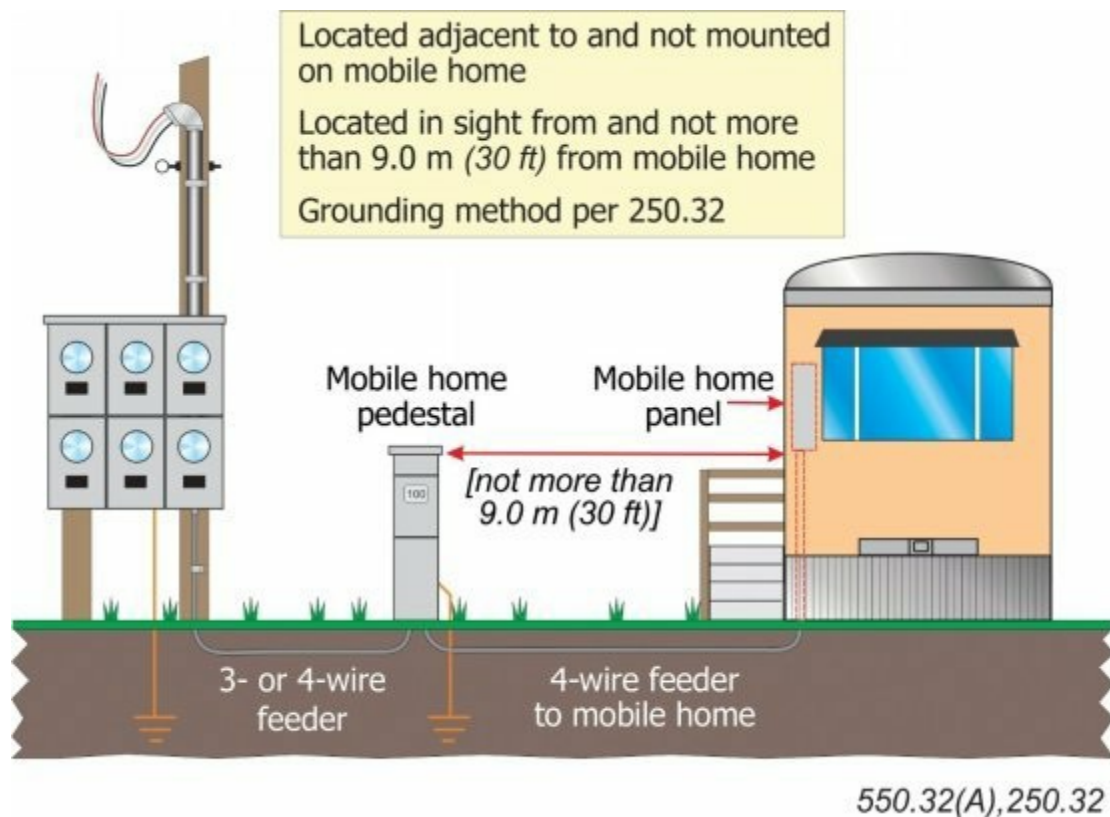 Located adjacent to and not mounted
on mobile home
Located in sight from and not more
than 9.0 m (30 ft) from mobile home
Grounding method per 250.32
Mobile home
pedestal
Mobile home
panel
[not more than
9.0 m (30 ft)]
100
3- or 4-wire
feeder
4-wire feeder
to mobile home
550.32(A),250.32